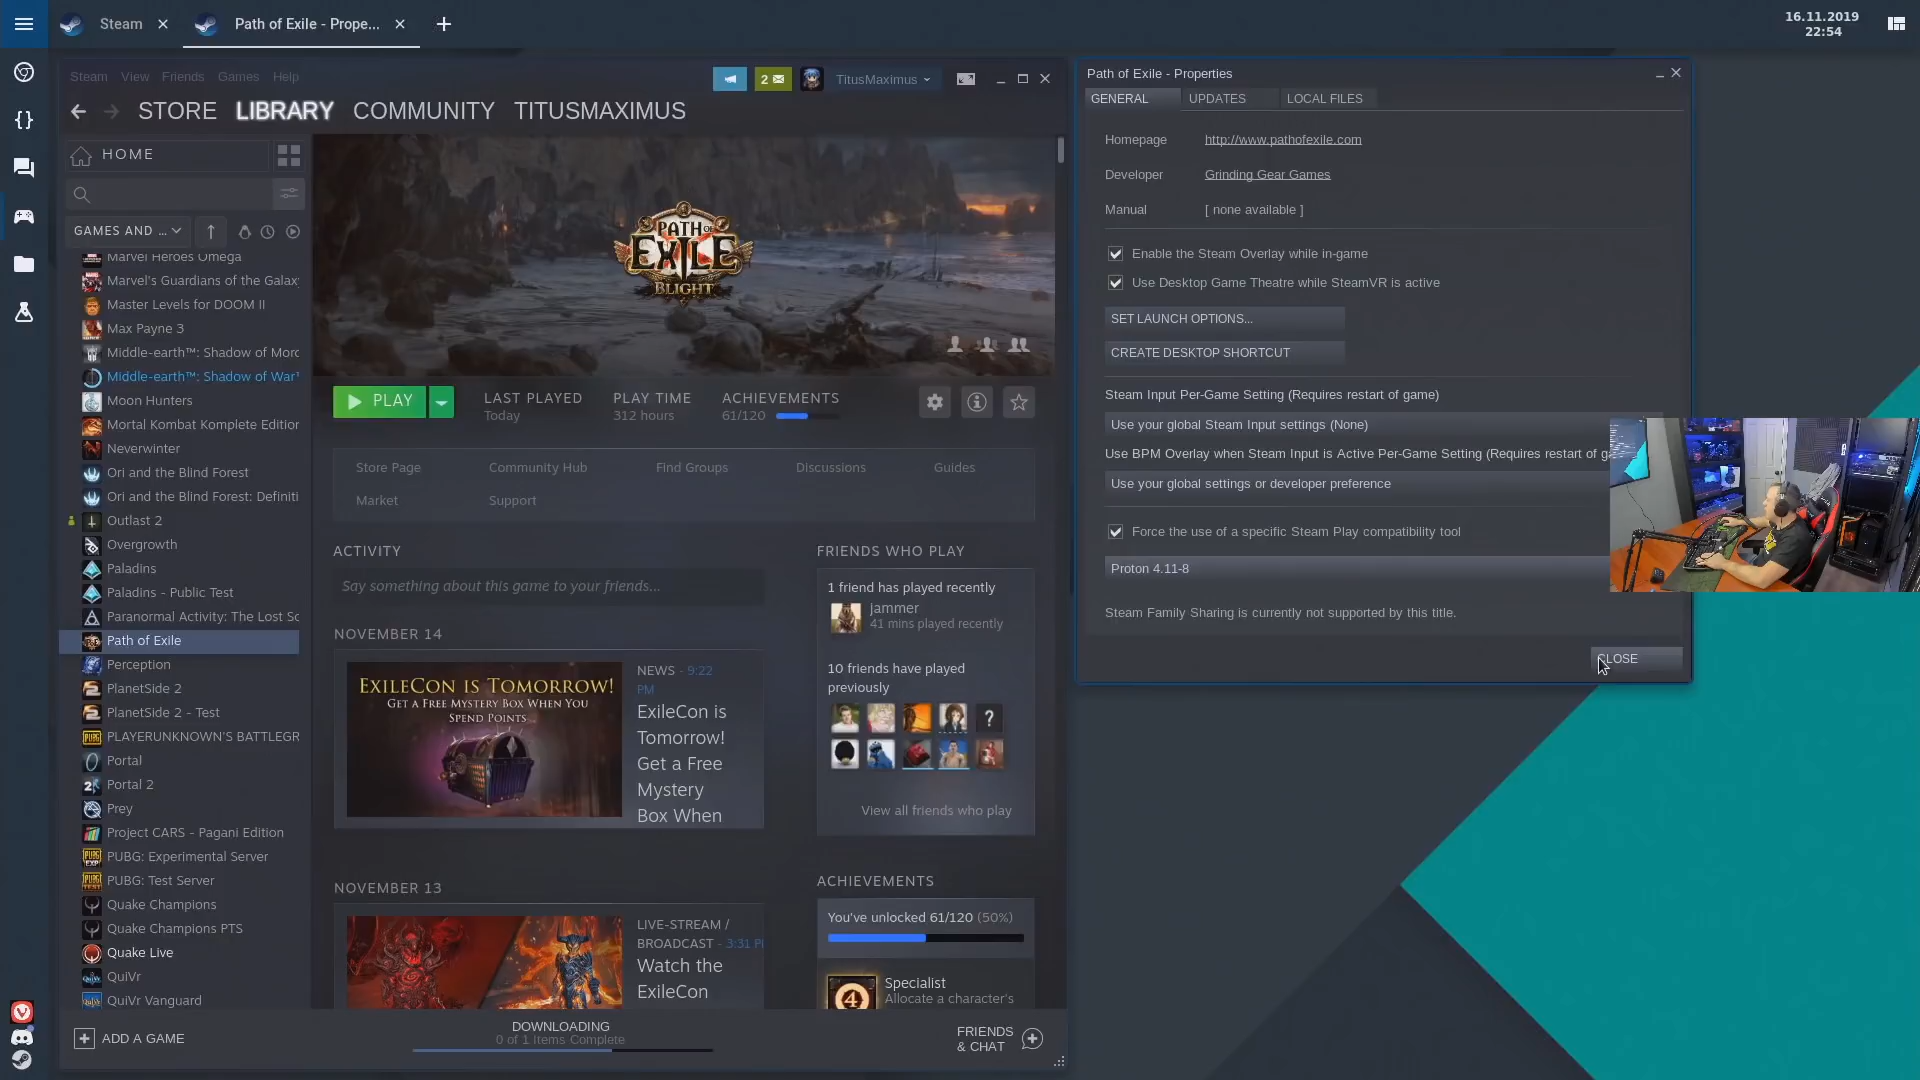 Steam
Path of Exile - Prope...
16.11.2019
22:54
Steam View Friends Games Help
2
TitusMaximus
STORE LIBRARY COMMUNITY TITUSMAXIMUS
HOME
GAMES AND ...
Marvel Heroes Omega
Marvel's Guardians of the Galax
Master Levels for DOOM II
Max Payne 3
Middle-earth™: Shadow of Morc
Middle-earth™: Shadow of War™
Moon Hunters
Mortal Kombat Komplete Edition
Neverwinter
Ori and the Blind Forest
Ori and the Blind Forest: Definiti
Outlast 2
Overgrowth
Paladins
Paladins - Public Test
Paranormal Activity: The Lost Sc
Path of Exile
Perception
PlanetSide 2
PlanetSide 2 - Test
PLAYERUNKNOWN'S BATTLEGR
Portal
Portal 2
Prey
Project CARS - Pagani Edition
PUBG: Experimental Server
PUBG: Test Server
Quake Champions
Quake Champions PTS
Quake Live
QuiVr
QuiVr Vanguard
ADD A GAME
PATH OF
EXILE
BLIGHT
PLAY
LAST PLAYED
Today
PLAY TIME
312 hours
ACHIEVEMENTS
61/120
Store Page Community Hub Find Groups Discussions Guides
Market Support
ACTIVITY
Say something about this game to your friends...
NOVEMBER 14
EXILECON IS TOMORROW!
GET A FREE MYSTERY BOX WHEN YOU
SPEND POINTS
NEWS - 9:22
PM
ExileCon is
Tomorrow!
Get a Free
Mystery
Box When
NOVEMBER 13
LIVE-STREAM /
BROADCAST - 3:31 P
Watch the
ExileCon
FRIENDS WHO PLAY
1 friend has played recently
jammer
41 mins played recently
10 friends have played
previously
?
View all friends who play
ACHIEVEMENTS
You've unlocked 61/120 (50%)
4
Specialist
Allocate a character's
DOWNLOADING
0 of 1 Items Complete
FRIENDS
& CHAT
Path of Exile - Properties
GENERAL UPDATES LOCAL FILES
Homepage http://www.pathofexile.com
Developer Grinding Gear Games
Manual [ none available ]
Enable the Steam Overlay while in-game
Use Desktop Game Theatre while SteamVR is active
SET LAUNCH OPTIONS...
CREATE DESKTOP SHORTCUT
Steam Input Per-Game Setting (Requires restart of game)
Use your global Steam Input settings (None)
Use BPM Overlay when Steam Input is Active Per-Game Setting (Requires restart of ga
Use your global settings or developer preference
Force the use of a specific Steam Play compatibility tool
Proton 4.11-8
Steam Family Sharing is currently not supported by this title.
CLOSE